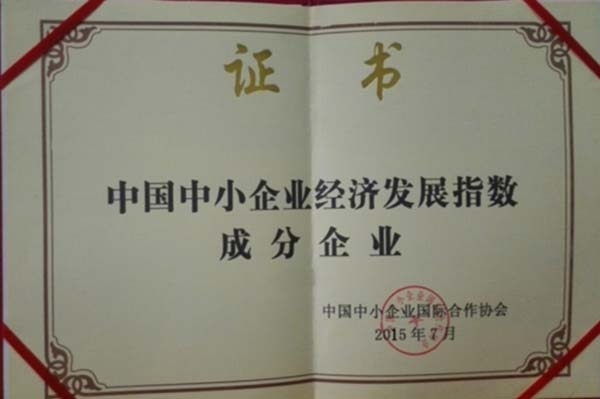 证书
中国中小企业经济发展指数
成分企业
中国中小企业国际合作协会
2015年7月